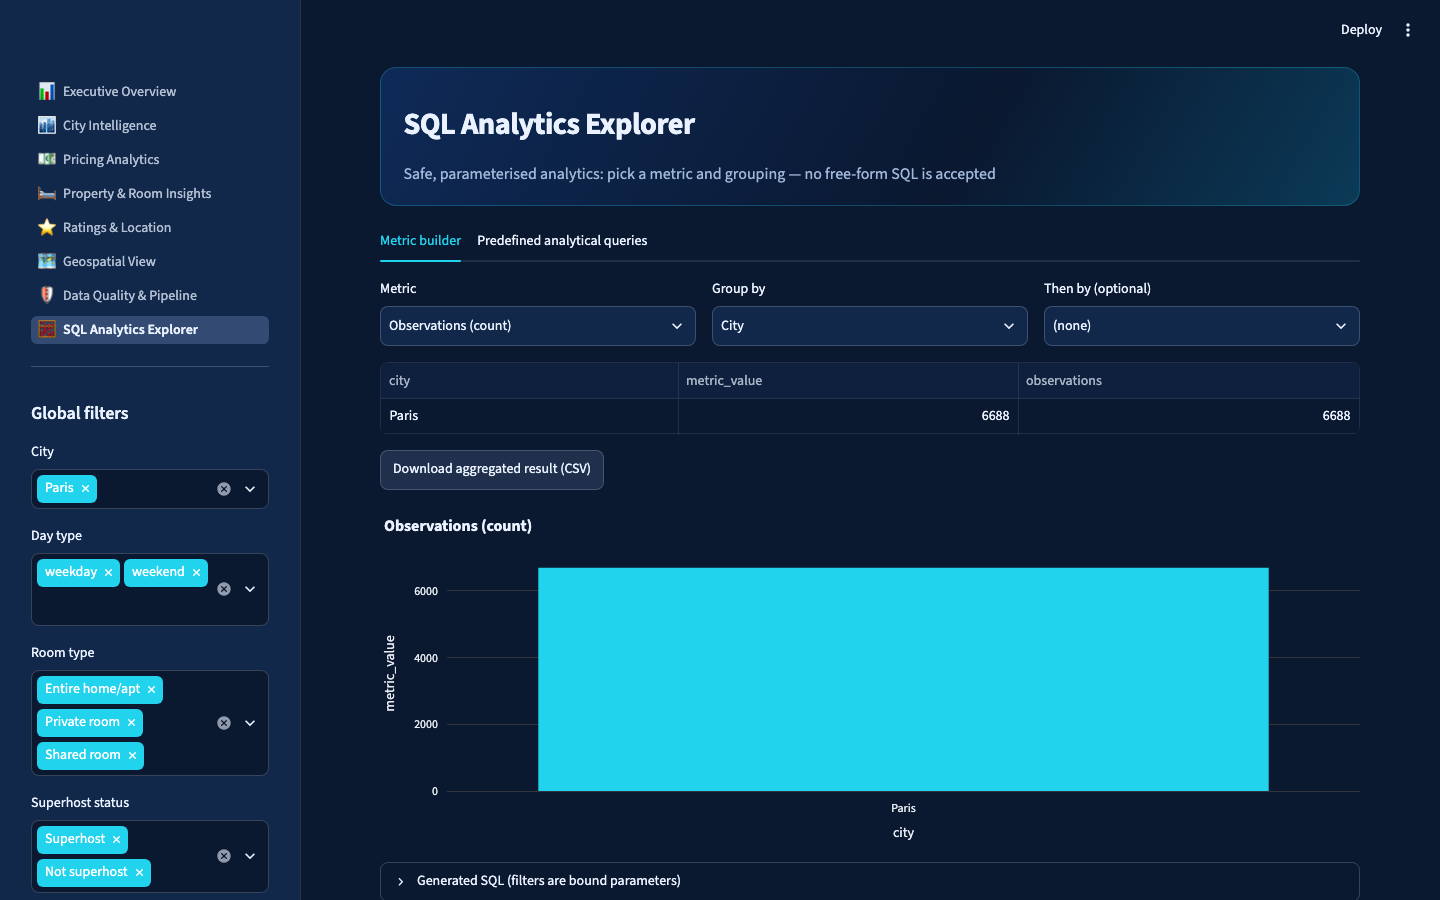 Deploy
Executive Overview
City Intelligence
Pricing Analytics
Property & Room Insights
Ratings & Location
Geospatial View
Data Quality & Pipeline
SQL Analytics Explorer
Global filters
City
Paris
Day type
weekday weekend
Room type
Entire home/apt
Private room
Shared room
Superhost status
Superhost
Not superhost
SQL Analytics Explorer
Safe, parameterised analytics: pick a metric and grouping — no free-form SQL is accepted
Metric builder Predefined analytical queries
Metric Group by Then by (optional)
Observations (count) City (none)
city metric_value observations
Paris 6688 6688
Download aggregated result (CSV)
Observations (count)
6000
4000
2000
0
metric_value
Paris
city
Generated SQL (filters are bound parameters)